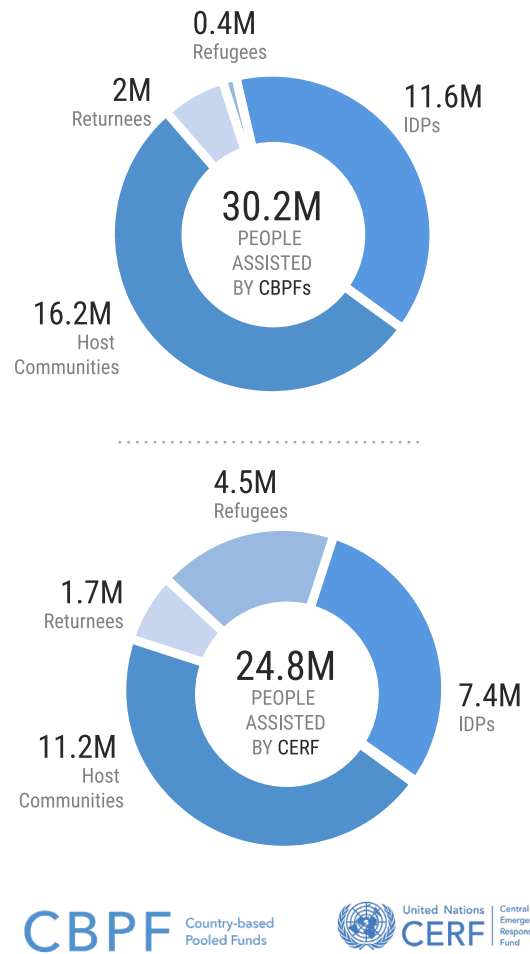 0.4M
Refugees
2M
Returnees
11.6M
IDPs
30.2M
PEOPLE
ASSISTED
BY CBPFs
16.2M
Host
Communities
4.5M
Refugees
1.7M
Returnees
24.8M
PEOPLE
ASSISTED
BY CERF
7.4M
IDPs
11.2M
Host
Communities
CBPF
Country-based
Pooled Funds
United Nations
CERF
Central
Fund